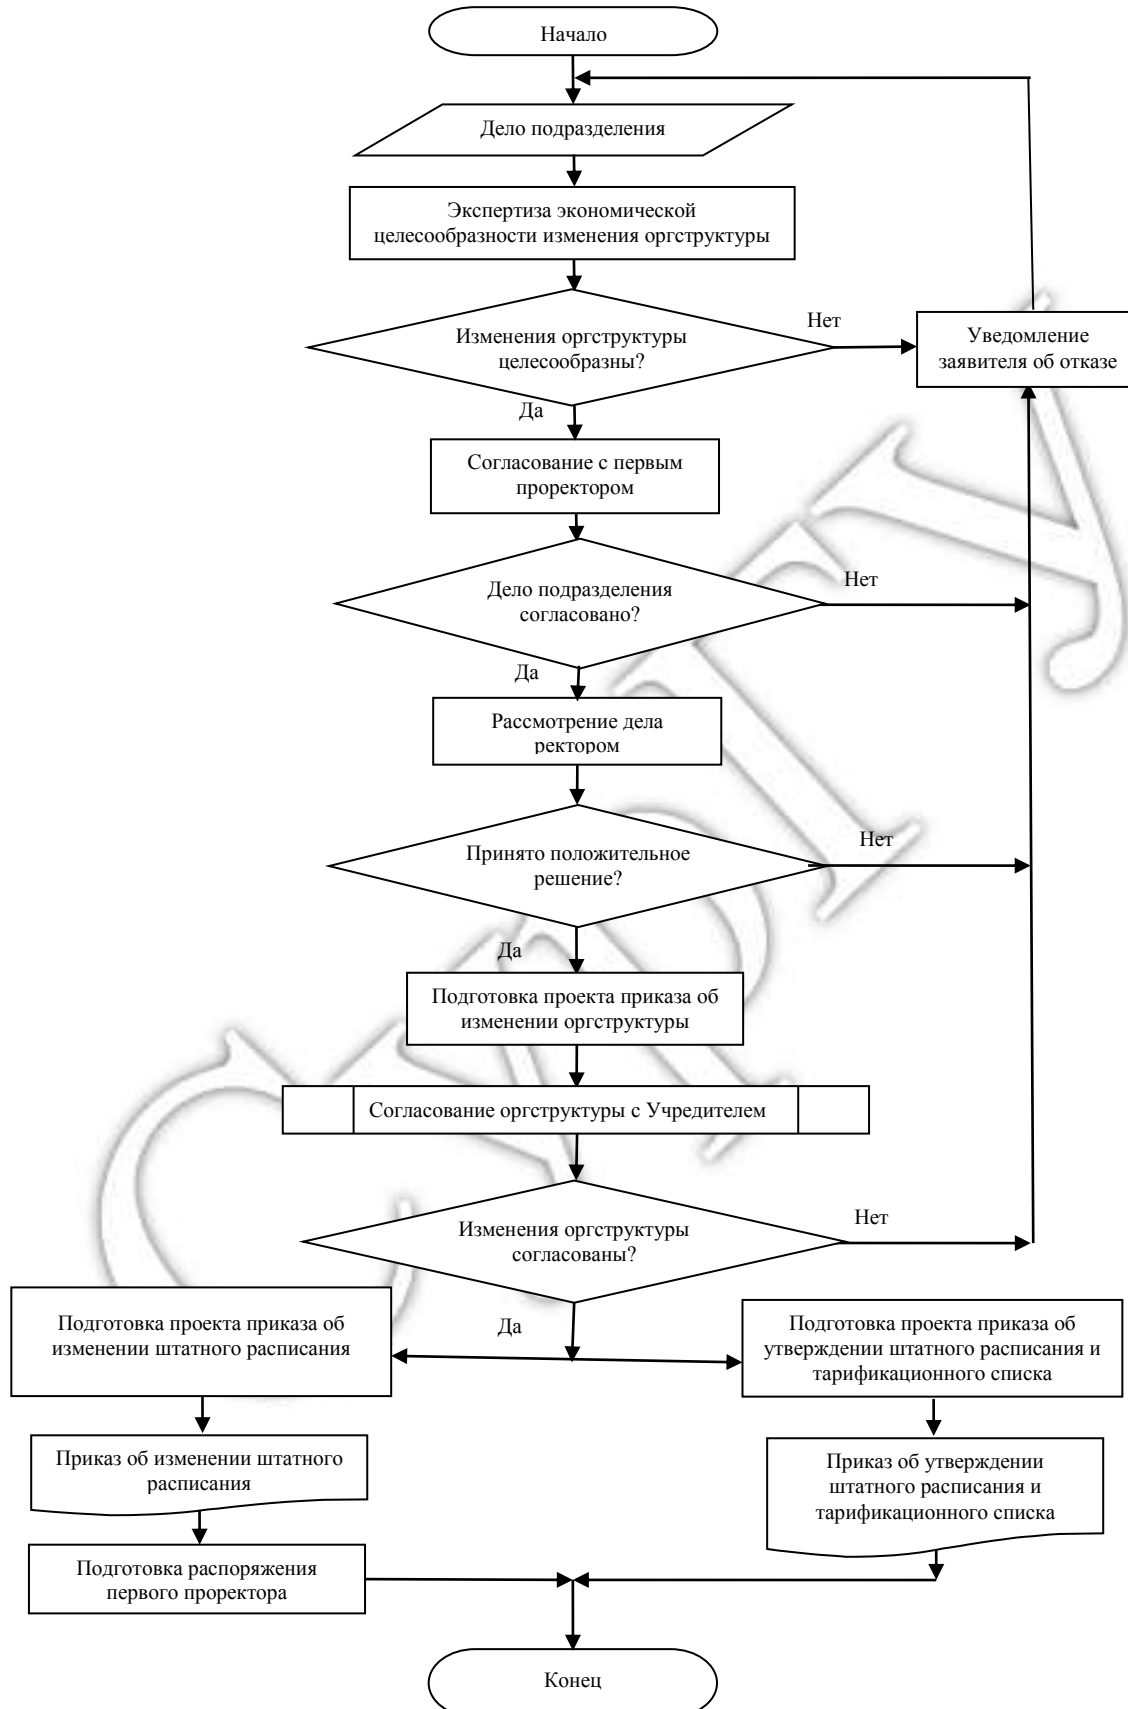 Начало
Дело подразделения
Экспертиза экономической
целесообразности изменения оргструктуры
Изменения оргструктуры
целесообразны?
Нет
Уведомление
заявителя об отказе
Да
Согласование с первым
проректором
Дело подразделения
согласовано?
Нет
Да
Рассмотрение дела
ректором
Принято положительное
решение?
Нет
Да
Подготовка проекта приказа об
изменении оргструктуры
Согласование оргструктуры с Учредителем
Изменения оргструктуры
согласованы?
Нет
Да
Подготовка проекта приказа об
изменении штатного расписания
Подготовка проекта приказа об
утверждении штатного расписания и
тарификационного списка
Приказ об изменении штатного
расписания
Приказ об утверждении
штатного расписания и
тарификационного списка
Подготовка распоряжения
первого проректора
Конец